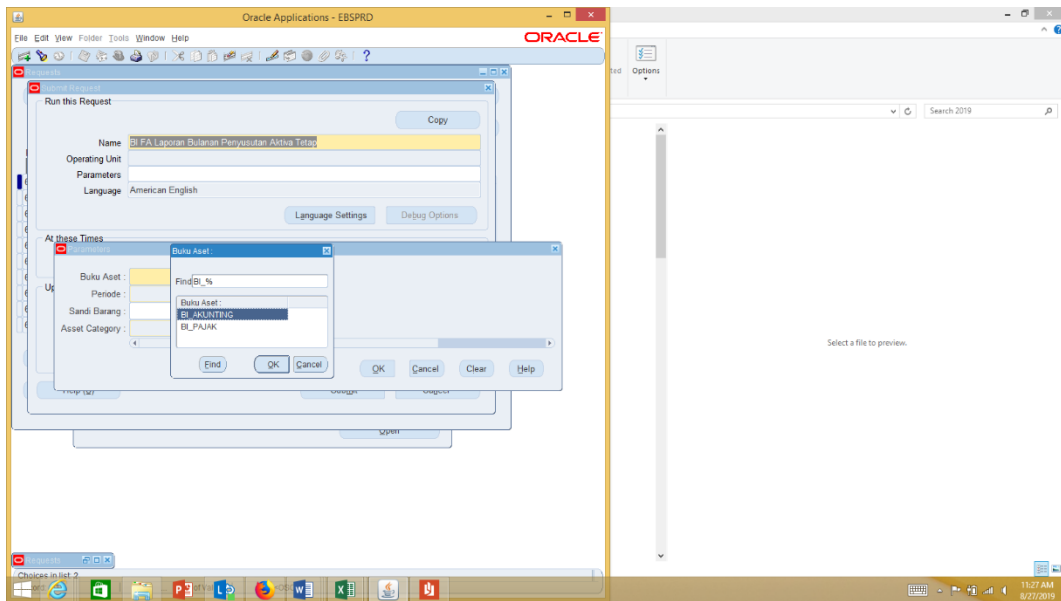 Oracle Applications - EBSPRD
File Edit View Folder Tools Window Help
ORACLE
Requests
Submit Request
Run this Request
Copy
Name BI FA Laporan Bulanan Penyusutan Aktiva Tetap
Operating Unit
Parameters
Language American English
Language Settings Debug Options
At these Times
Parameters
Buku Aset :
Periode :
Sandi Barang :
Asset Category :
Buku Aset :
Find BI_%
Buku Aset :
BI_AKUNTING
BI_PAJAK
Find OK Cancel
OK Cancel Clear Help
Help
Open
Requests
Choices in list: 2
Options
Search 2019
Select a file to preview.
11:27 AM
8/27/2019